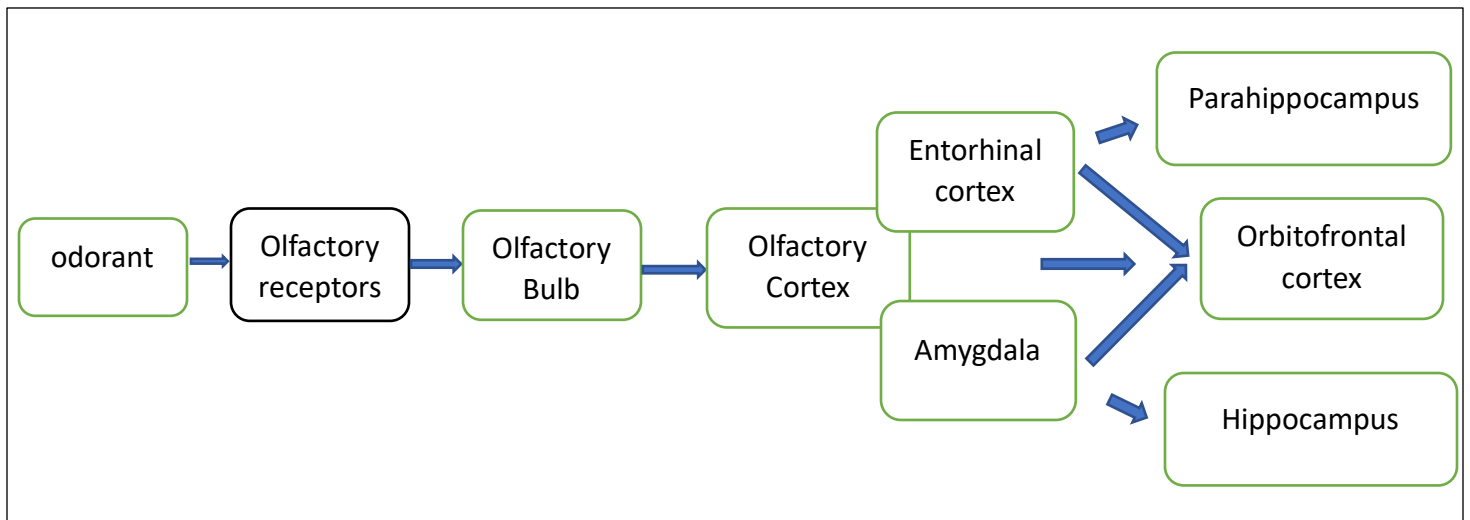 odorant
Olfactory
receptors
Olfactory
Bulb
Olfactory
Cortex
Entorhinal
cortex
Amygdala
Parahippocampus
Orbitofrontal
cortex
Hippocampus